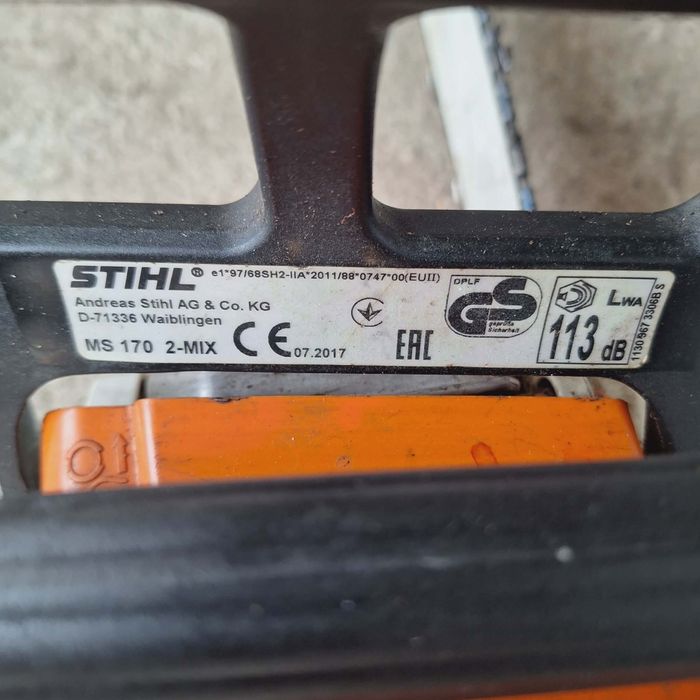 STIHL® e1*97/68SH2-IIA*2011/88*0747*00(EUII)
Andreas Stihl AG & Co. KG
D-71336 Waiblingen
MS 170 2-MIX CE 07.2017
EAC
DPLF
GS
geprüfte
Sicherheit
LWA
113 dB
1130 967 3306B S